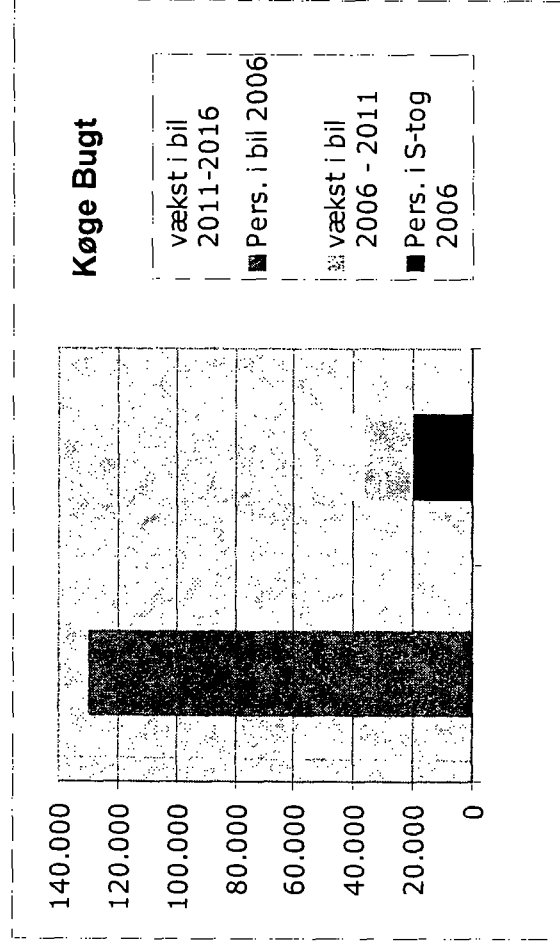 Køge Bugt
140.000
120.000
100.000
80.000
60.000
40.000
20.000
0
vækst i bil
2011-2016
Pers. i bil 2006
vækst i bil
2006 - 2011
Pers. i S-tog
2006